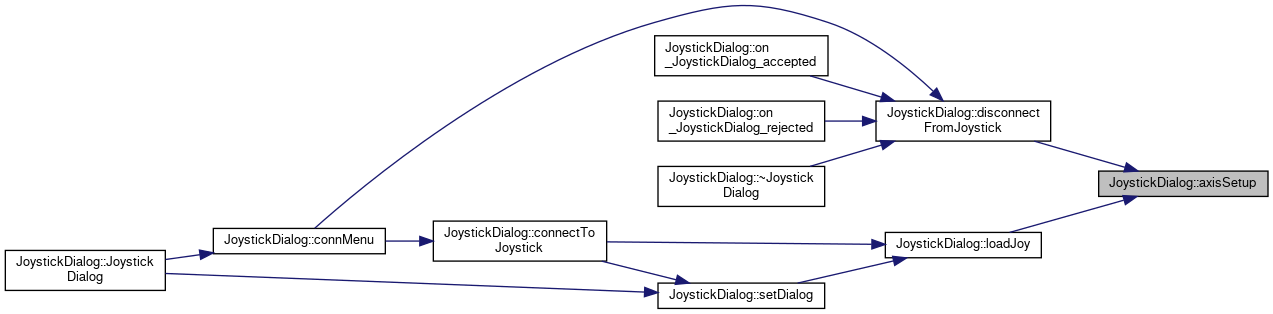 JoystickDialog::on
_JoystickDialog_accepted
JoystickDialog::disconnect
FromJoystick
JoystickDialog::on
_JoystickDialog_rejected
JoystickDialog::~Joystick
Dialog
JoystickDialog::axisSetup
JoystickDialog::connMenu
JoystickDialog::connectTo
Joystick
JoystickDialog::loadJoy
JoystickDialog::Joystick
Dialog
JoystickDialog::setDialog